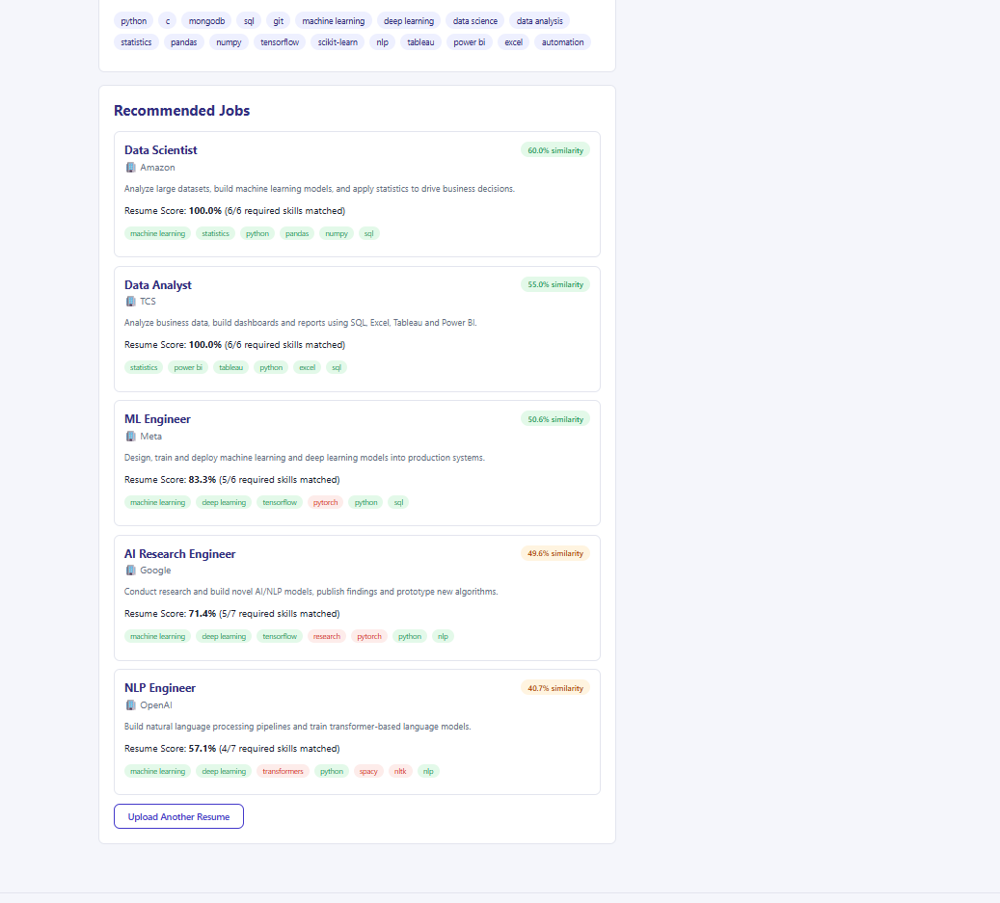 python c mongodb sql git machine learning deep learning data science data analysis
statistics pandas numpy tensorflow scikit-learn nlp tableau power bi excel automation
Recommended Jobs
Data Scientist 60.0% similarity
Amazon
Analyze large datasets, build machine learning models, and apply statistics to drive business decisions.
Resume Score: 100.0% (6/6 required skills matched)
machine learning statistics python pandas numpy sql
Data Analyst 55.0% similarity
TCS
Analyze business data, build dashboards and reports using SQL, Excel, Tableau and Power BI.
Resume Score: 100.0% (6/6 required skills matched)
statistics power bi tableau python excel sql
ML Engineer 50.6% similarity
Meta
Design, train and deploy machine learning and deep learning models into production systems.
Resume Score: 83.3% (5/6 required skills matched)
machine learning deep learning tensorflow pytorch python sql
AI Research Engineer 49.6% similarity
Google
Conduct research and build novel AI/NLP models, publish findings and prototype new algorithms.
Resume Score: 71.4% (5/7 required skills matched)
machine learning deep learning tensorflow research pytorch python nlp
NLP Engineer 40.7% similarity
OpenAI
Build natural language processing pipelines and train transformer-based language models.
Resume Score: 57.1% (4/7 required skills matched)
machine learning deep learning transformers python spacy nltk nlp
Upload Another Resume